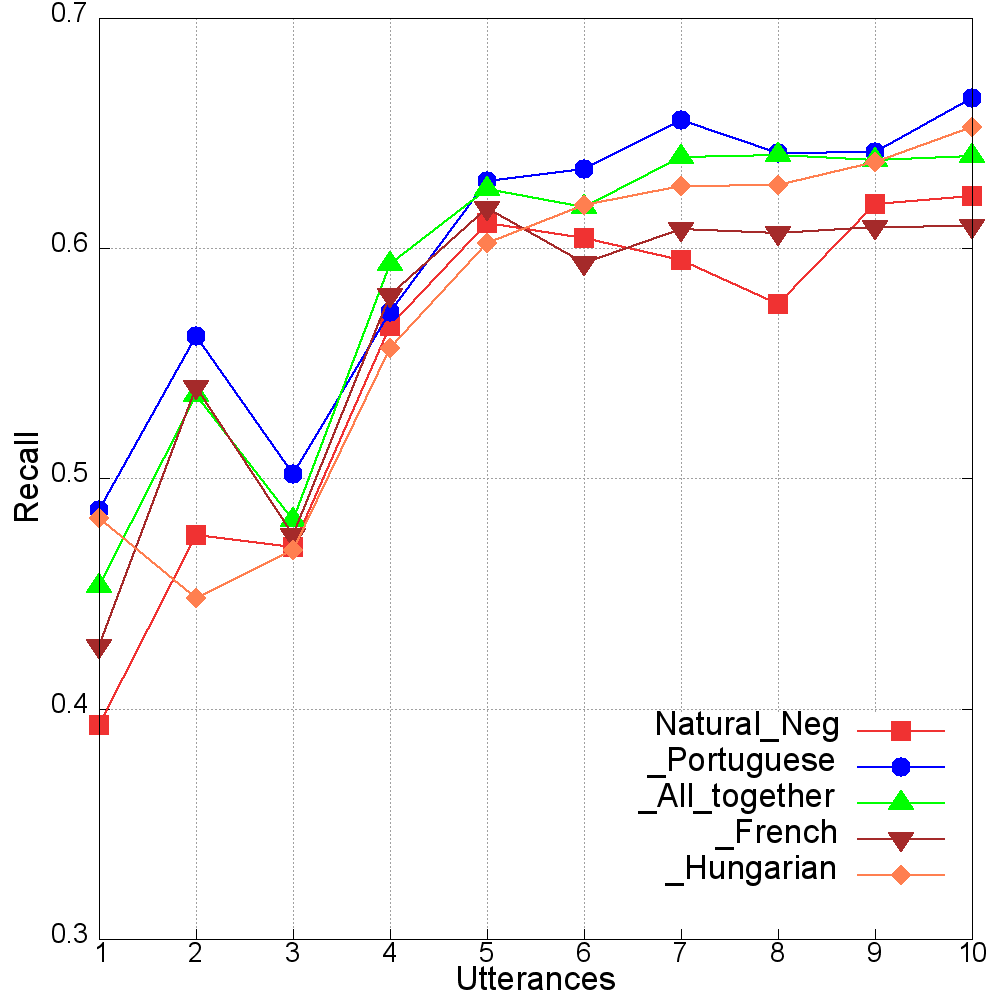 0.7
0.6
0.5
0.4
0.3
Recall
1 2 3 4 5 6 7 8 9 10
Utterances
Natural_Neg
_Portuguese
_All_together
_French
_Hungarian